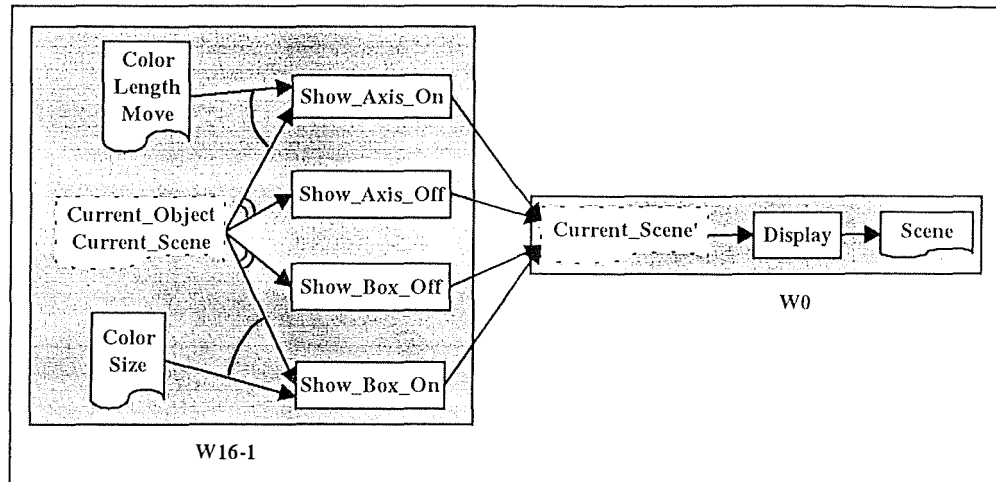 Color
Length
Move
Show_Axis_On
Show_Axis_Off
Current_Object
Current_Scene
Show_Box_Off
Color
Size
Show_Box_On
W16-1
Current_Scene'
Display
Scene
W0